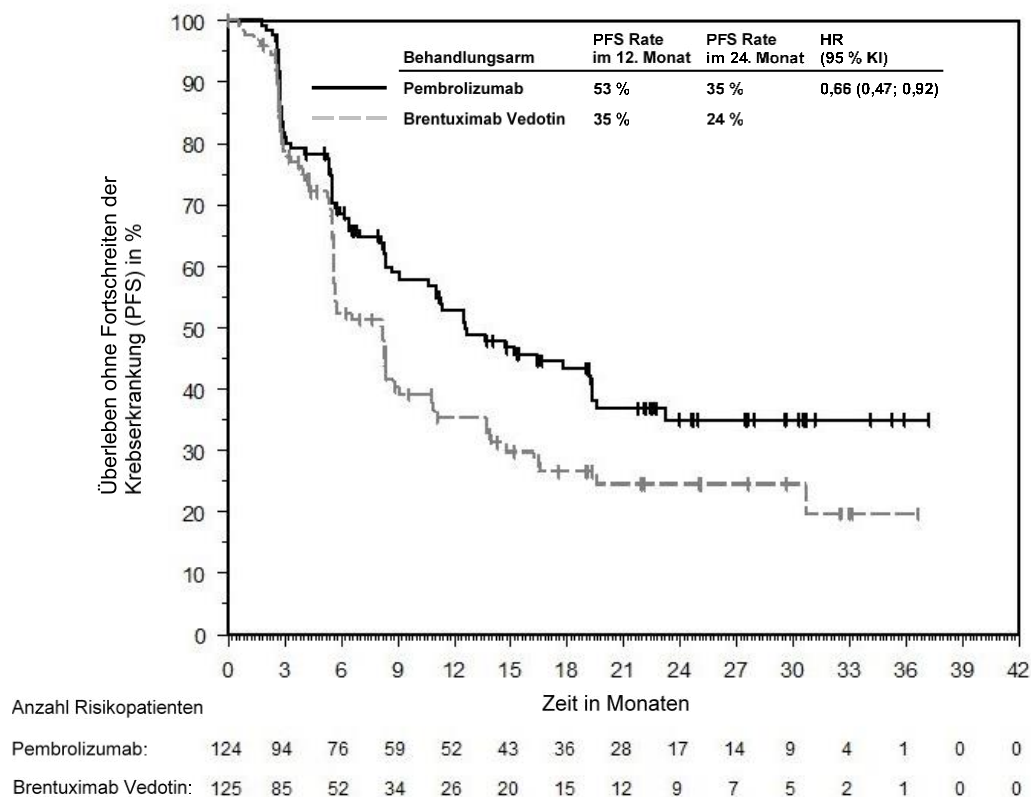 PFS Rate PFS Rate HR
Behandlungsarm im 12. Monat im 24. Monat (95 % KI)
Pembrolizumab 53 % 35 % 0,66 (0,47; 0,92)
Brentuximab Vedotin 35 % 24 %
Überleben ohne Fortschreiten der
Krebserkrankung (PFS) in %
100
90
80
70
60
50
40
30
20
10
0
0 3 6 9 12 15 18 21 24 27 30 33 36 39 42
Zeit in Monaten
Anzahl Risikopatienten
Pembrolizumab: 124 94 76 59 52 43 36 28 17 14 9 4 1 0 0
Brentuximab Vedotin: 125 85 52 34 26 20 15 12 9 7 5 2 1 0 0